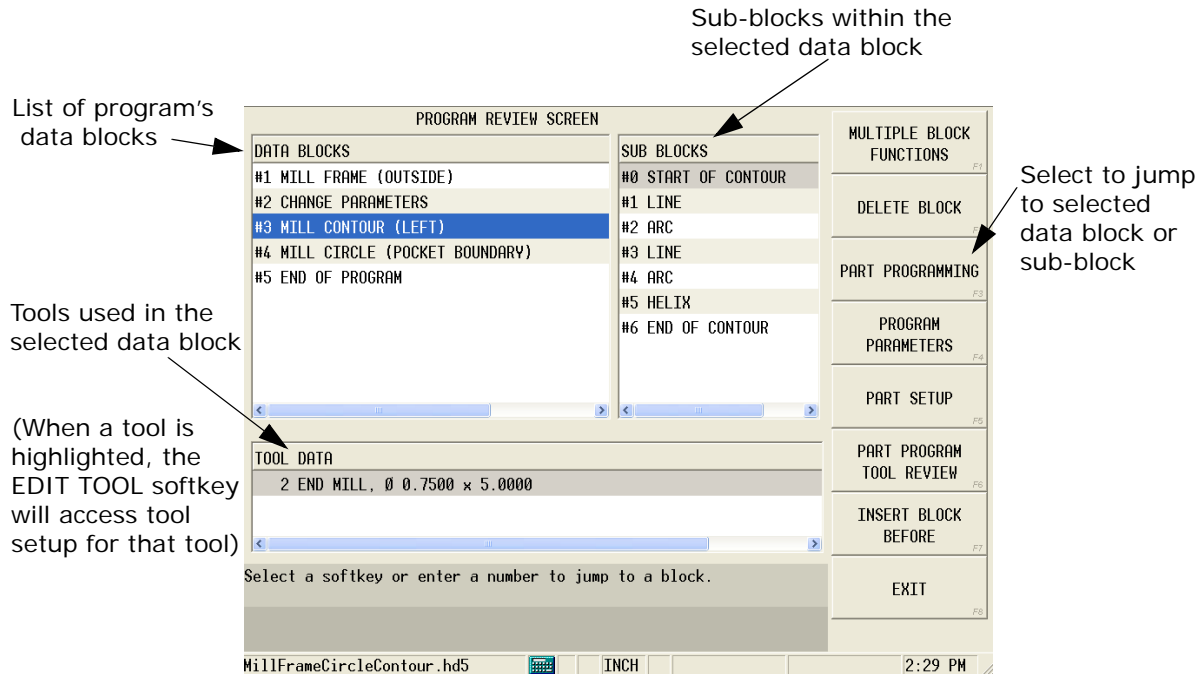 Sub-blocks within the
selected data block
List of program's
data blocks
PROGRAM REVIEW SCREEN
DATA BLOCKS
#1 MILL FRAME (OUTSIDE)
#2 CHANGE PARAMETERS
#3 MILL CONTOUR (LEFT)
#4 MILL CIRCLE (POCKET BOUNDARY)
#5 END OF PROGRAM
SUB BLOCKS
#0 START OF CONTOUR
#1 LINE
#2 ARC
#3 LINE
#4 ARC
#5 HELIX
#6 END OF CONTOUR
MULTIPLE BLOCK
FUNCTIONS
F1
DELETE BLOCK
PART PROGRAMMING
F3
PROGRAM
PARAMETERS
F4
PART SETUP
F5
PART PROGRAM
TOOL REVIEW
F6
INSERT BLOCK
BEFORE
F7
EXIT
F8
Select to jump
to selected
data block or
sub-block
Tools used in the
selected data block
(When a tool is
highlighted, the
EDIT TOOL softkey
will access tool
setup for that tool)
TOOL DATA
2 END MILL, Ø 0.7500 x 5.0000
Select a softkey or enter a number to jump to a block.
MillFrameCircleContour.hd5
INCH
2:29 PM